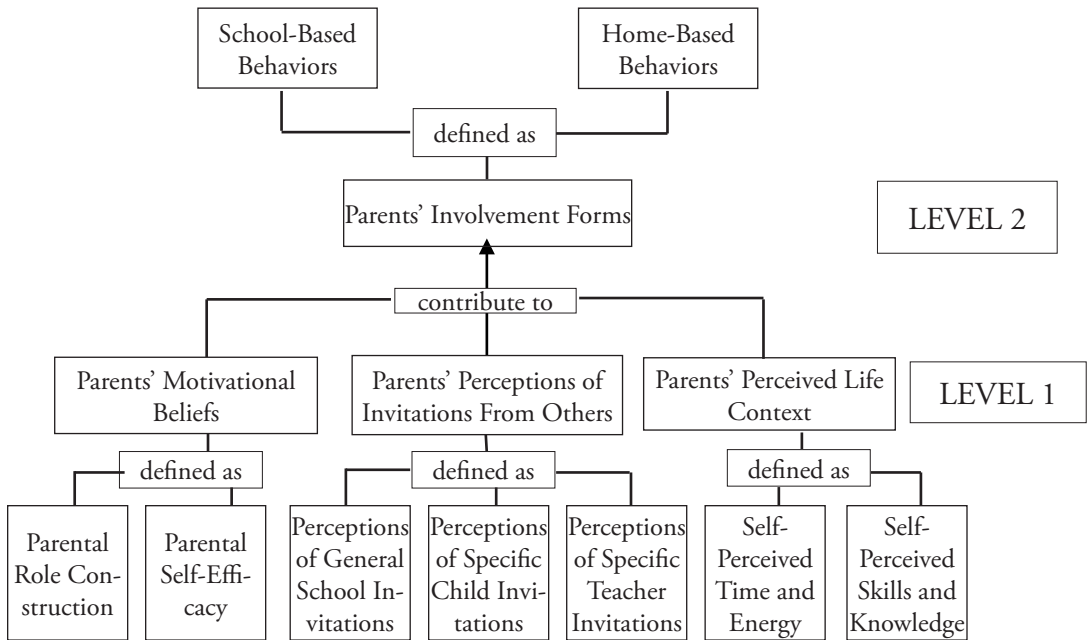 School-Based
Behaviors
Home-Based
Behaviors
defined as
Parents’ Involvement Forms
LEVEL 2
contribute to
Parents’ Motivational
Beliefs
Parents’ Perceptions of
Invitations From Others
Parents’ Perceived Life
Context
LEVEL 1
defined as
defined as
defined as
Parental
Role Con-
struction
Parental
Self-Effi-
cacy
Perceptions
of General
School In-
vitations
Perceptions
of Specific
Child Invi-
tations
Perceptions
of Specific
Teacher
Invitations
Self-
Perceived
Time and
Energy
Self-
Perceived
Skills and
Knowledge